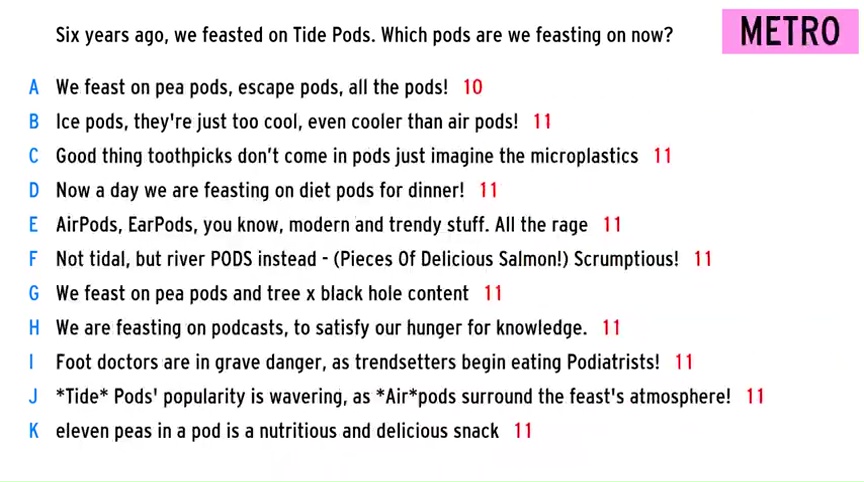 Six years ago, we feasted on Tide Pods. Which pods are we feasting on now?
METRO
A We feast on pea pods, escape pods, all the pods! 10
B Ice pods, they're just too cool, even cooler than air pods! 11
C Good thing toothpicks don't come in pods just imagine the microplastics 11
D Now a day we are feasting on diet pods for dinner! 11
E AirPods, EarPods, you know, modern and trendy stuff. All the rage 11
F Not tidal, but river PODS instead - (Pieces Of Delicious Salmon!) Scrumptious! 11
G We feast on pea pods and tree x black hole content 11
H We are feasting on podcasts, to satisfy our hunger for knowledge. 11
I Foot doctors are in grave danger, as trendsetters begin eating Podiatrists! 11
J *Tide* Pods' popularity is wavering, as *Air*pods surround the feast's atmosphere! 11
K eleven peas in a pod is a nutritious and delicious snack 11